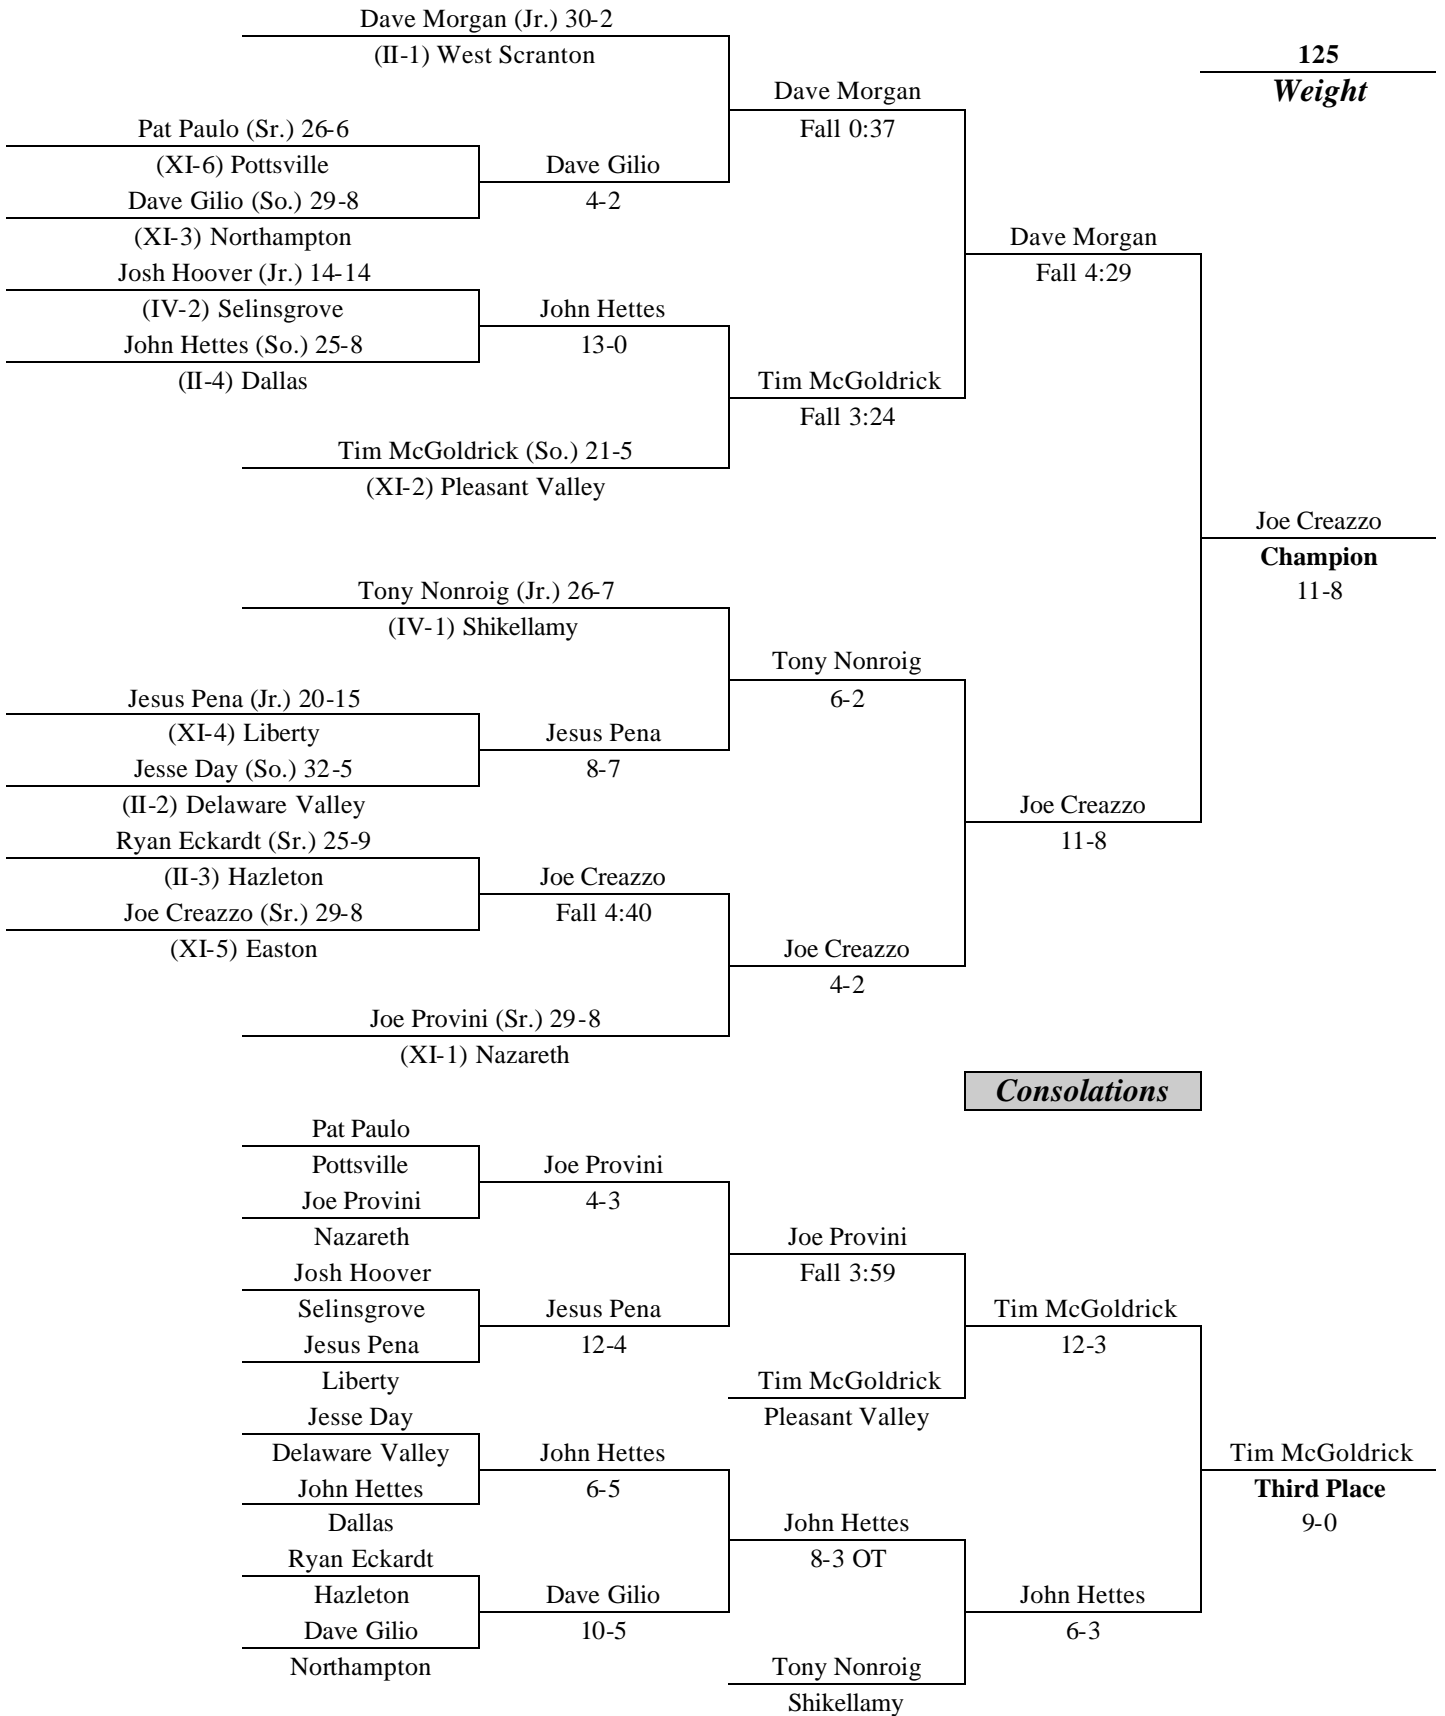 Dave Morgan (Jr.) 30-2
(II-1) West Scranton
125
Weight
Dave Morgan
Fall 0:37
Pat Paulo (Sr.) 26-6
(XI-6) Pottsville
Dave Gilio
Dave Gilio (So.) 29-8
4-2
(XI-3) Northampton
Dave Morgan
Fall 4:29
Josh Hoover (Jr.) 14-14
(IV-2) Selinsgrove
John Hettes
John Hettes (So.) 25-8
13-0
(II-4) Dallas
Tim McGoldrick
Fall 3:24
Tim McGoldrick (So.) 21-5
(XI-2) Pleasant Valley
Joe Creazzo
Champion
11-8
Tony Nonroig (Jr.) 26-7
(IV-1) Shikellamy
Tony Nonroig
6-2
Jesus Pena (Jr.) 20-15
(XI-4) Liberty
Jesus Pena
Jesse Day (So.) 32-5
8-7
(II-2) Delaware Valley
Joe Creazzo
11-8
Ryan Eckardt (Sr.) 25-9
(II-3) Hazleton
Joe Creazzo
Joe Creazzo (Sr.) 29-8
Fall 4:40
(XI-5) Easton
Joe Creazzo
4-2
Joe Provini (Sr.) 29-8
(XI-1) Nazareth
Consolations
Pat Paulo
Pottsville
Joe Provini
Joe Provini
4-3
Nazareth
Joe Provini
Fall 3:59
Josh Hoover
Selinsgrove
Jesus Pena
Tim McGoldrick
Jesus Pena
12-4
12-3
Liberty
Tim McGoldrick
Pleasant Valley
Jesse Day
Delaware Valley
John Hettes
Tim McGoldrick
John Hettes
6-5
Third Place
Dallas
John Hettes
9-0
Ryan Eckardt
8-3 OT
Hazleton
Dave Gilio
John Hettes
Dave Gilio
10-5
6-3
Northampton
Tony Nonroig
Shikellamy